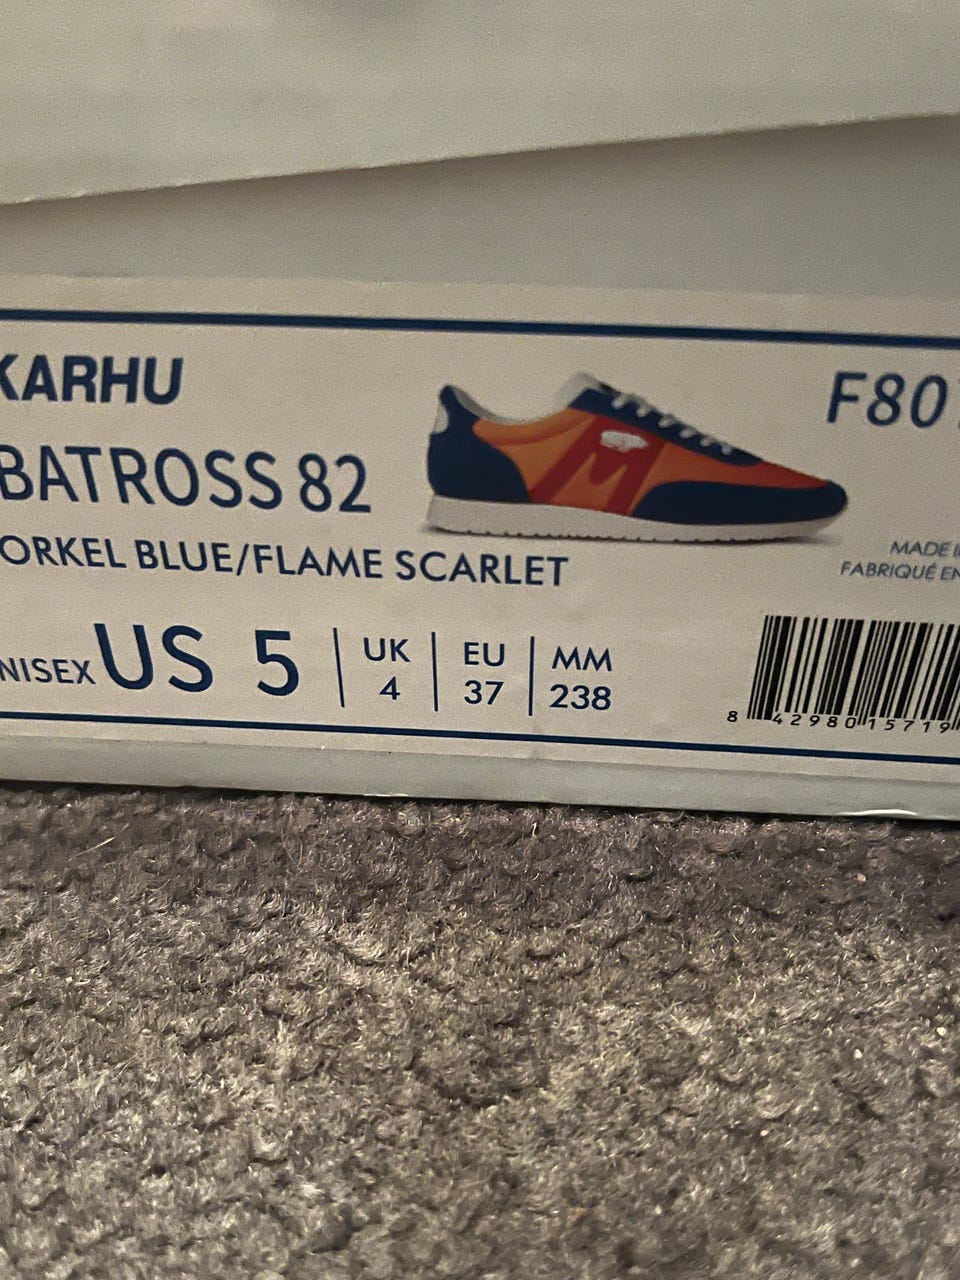 KARHU
F80
BATROSS 82
ORKEL BLUE/FLAME SCARLET
MADE I
FABRIQUÉ EN
NISEX US 5 | UK 4 | EU 37 | MM 238
8 42980 15719